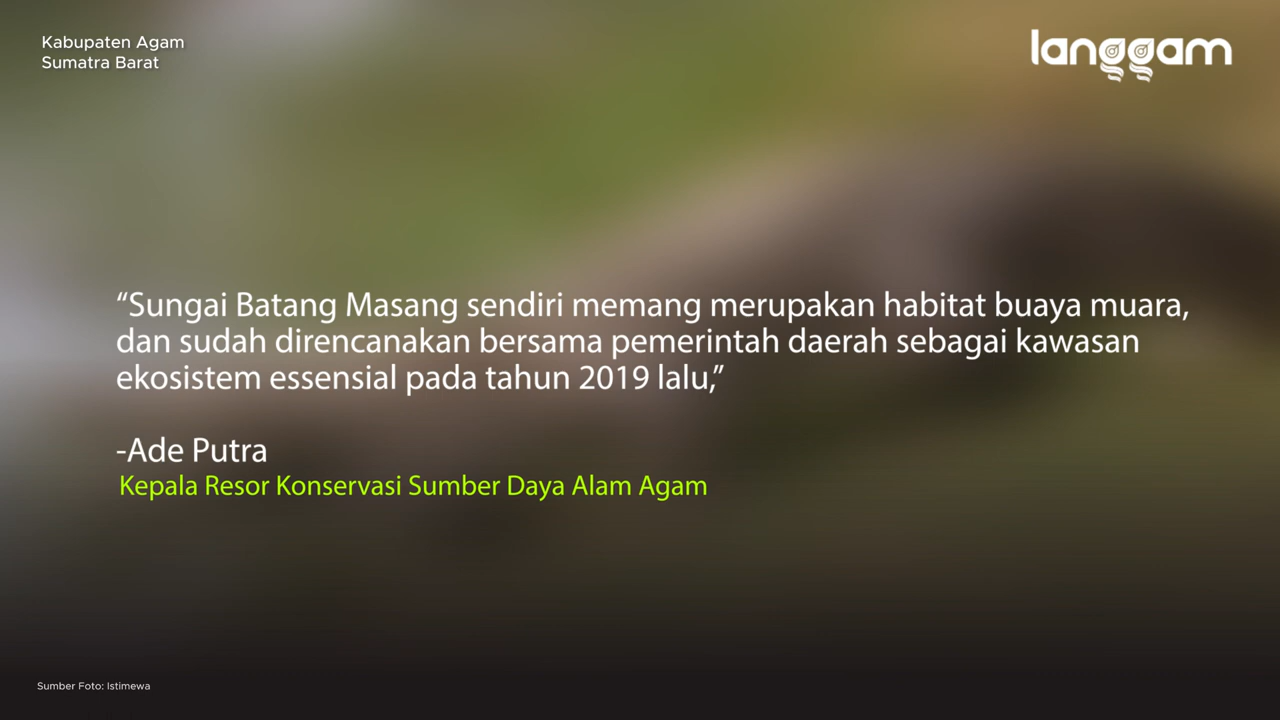 Kabupaten Agam
Sumatra Barat
langgam
“Sungai Batang Masang sendiri memang merupakan habitat buaya muara,
dan sudah direncanakan bersama pemerintah daerah sebagai kawasan
ekosistem essensial pada tahun 2019 lalu,”
-Ade Putra
Kepala Resor Konservasi Sumber Daya Alam Agam
Sumber Foto: Istimewa